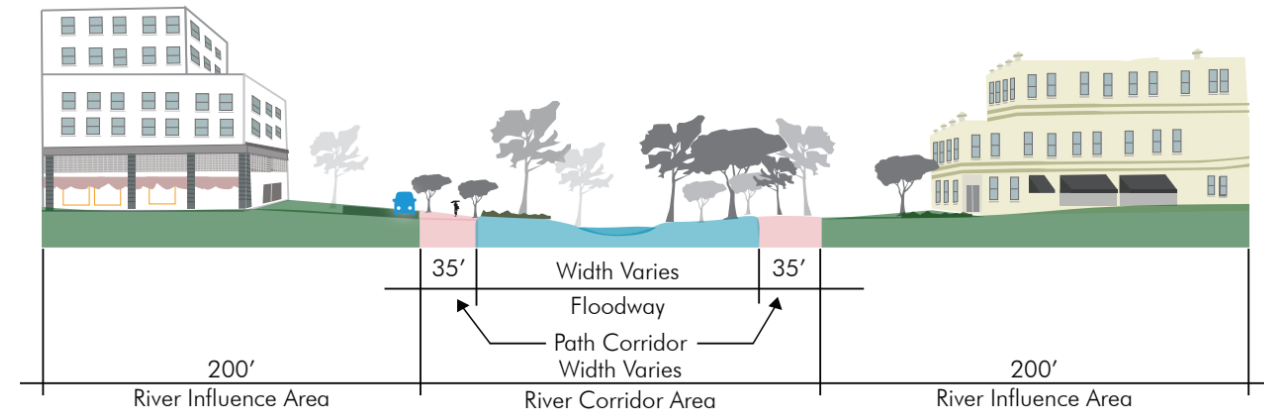 35′ Width Varies 35′
Floodway
Path Corridor
200′ Width Varies 200′
River Influence Area River Corridor Area River Influence Area